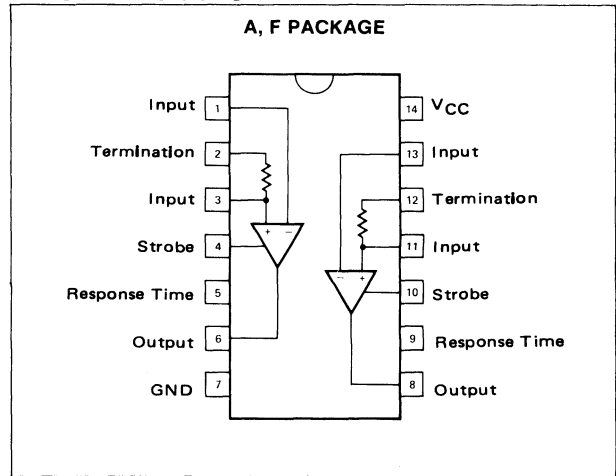 A, F PACKAGE
Input 1
Termination 2
Input 3
Strobe 4
Response Time 5
Output 6
GND 7
14 VCC
13 Input
12 Termination
11 Input
10 Strobe
9 Response Time
8 Output
+ −
− +